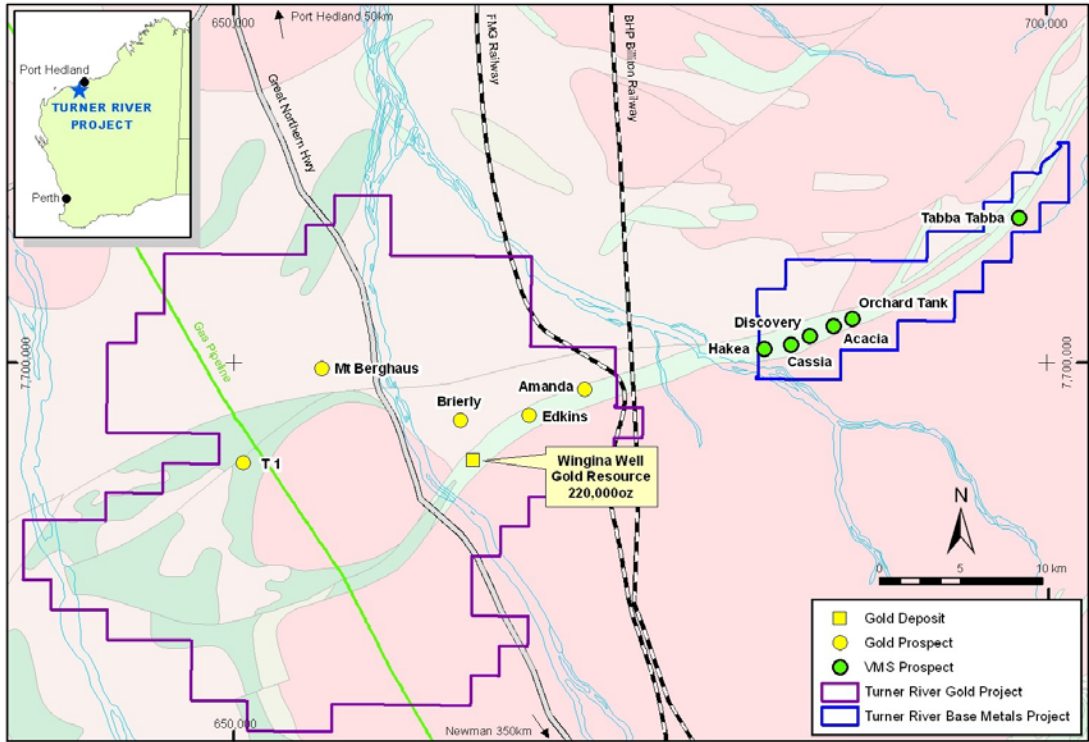 650,000
Port Hedland 50km
700,000
Port Hedland
TURNER RIVER
PROJECT
Perth
FMG Railway
BHP Billion Railway
Great Northern Hwy
Tabba Tabba
Orchard Tank
Discovery
Acacia
Hakea
Cassia
Gas Pipeline
7,700,000
7,700,000
Mt Berghaus
Amanda
Brierly
Edkins
T 1
Wingina Well
Gold Resource
220,000oz
N
0 5 10 km
Gold Deposit
Gold Prospect
VMS Prospect
Turner River Gold Project
Turner River Base Metals Project
650,000
Newman 350km